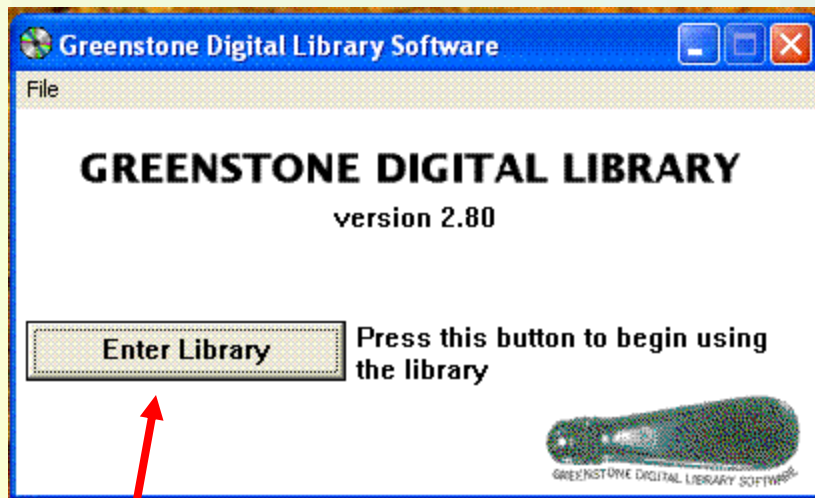 Greenstone Digital Library Software
File
GREENSTONE DIGITAL LIBRARY
version 2.80
Enter Library
Press this button to begin using
the library
GREENSTONE DIGITAL LIBRARY SOFTWARE